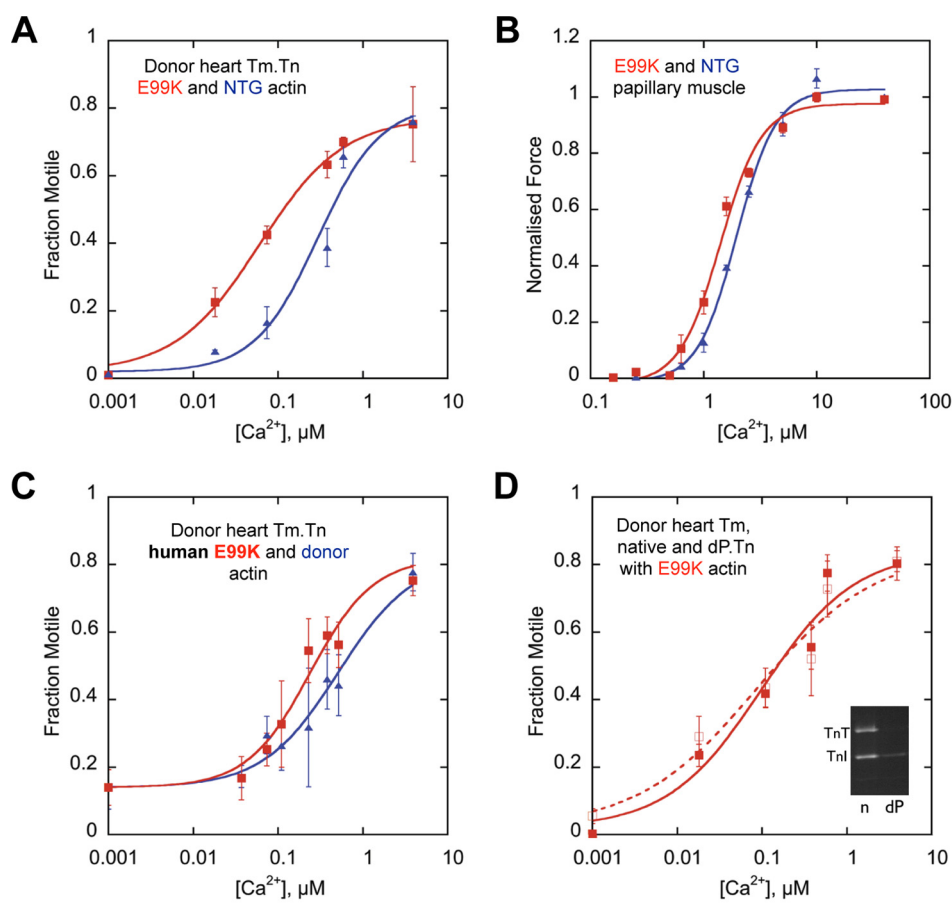 A
Donor heart Tm.Tn
E99K and NTG actin
Fraction Motile
1
0.8
0.6
0.4
0.2
0
0.001
0.1
1
10
[Ca²⁺], µM
B
E99K and NTG
papillary muscle
Normalised Force
1.2
1
0.8
0.6
0.4
0.2
0
0.1
1
10
100
[Ca²⁺], µM
C
Donor heart Tm.Tn
human E99K and donor
actin
Fraction Motile
1
0.8
0.6
0.4
0.2
0
0.001
0.1
1
10
[Ca²⁺], µM
D
Donor heart Tm,
native and dP.Tn
with E99K actin
Fraction Motile
1
0.8
0.6
0.4
0.2
0
TnT
TnI
n dP
0.001
0.1
1
10
[Ca²⁺], µM